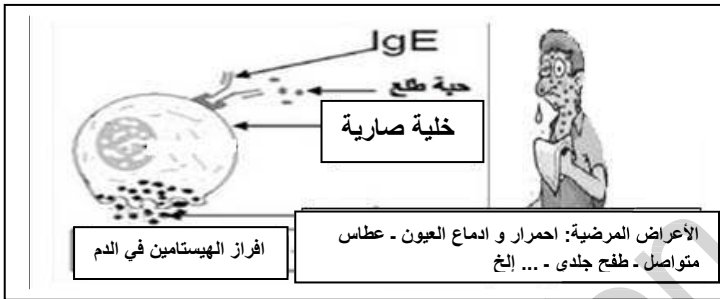 IgE
حبة طلع
خلية صارية
افراز الهيستامين في الدم
الأعراض المرضية: احمرار و ادماع العيون ـ عطاس
متواصل ـ طفح جلدي ـ ... إلخ